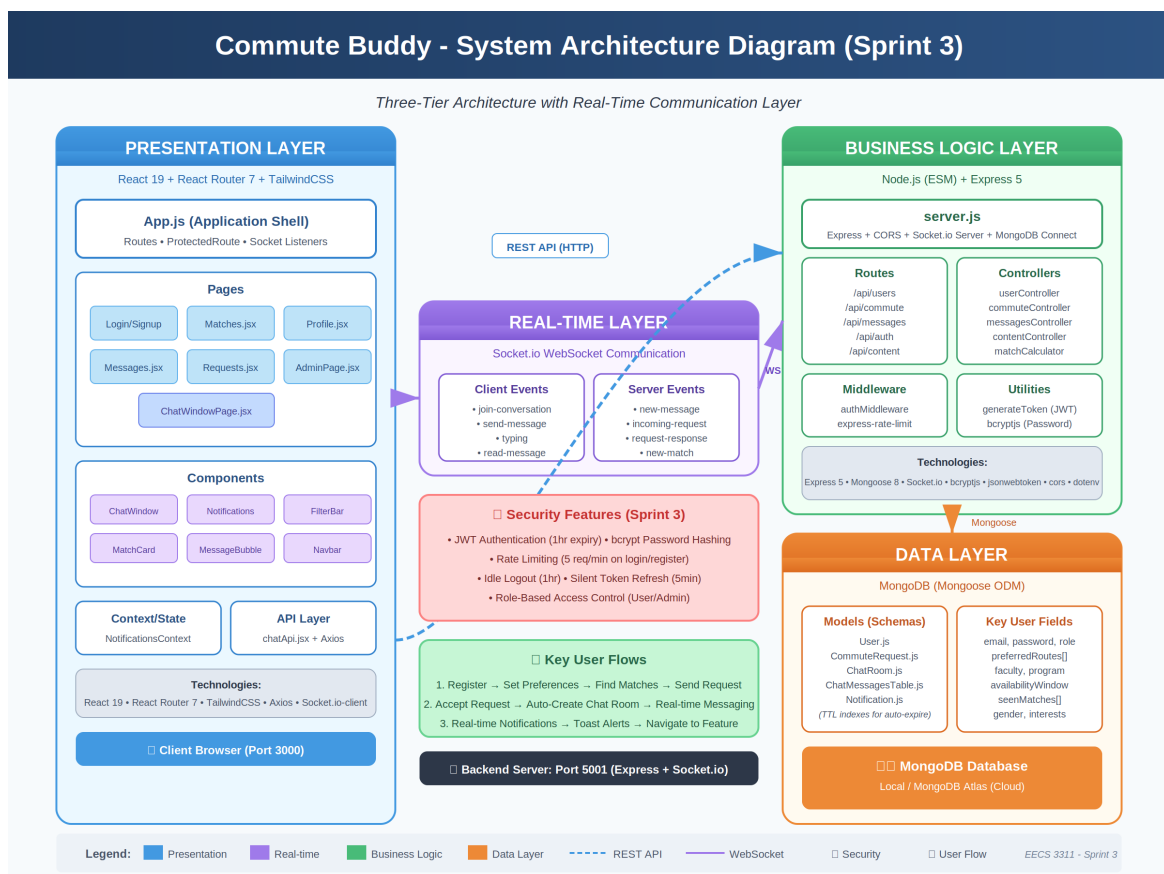 Commute Buddy - System Architecture Diagram (Sprint 3)
Three-Tier Architecture with Real-Time Communication Layer
PRESENTATION LAYER
React 19 + React Router 7 + TailwindCSS
App.js (Application Shell)
Routes • ProtectedRoute • Socket Listeners
Pages
Login/Signup
Matches.jsx
Profile.jsx
Messages.jsx
Requests.jsx
AdminPage.jsx
ChatWindowPage.jsx
Components
ChatWindow
Notifications
FilterBar
MatchCard
MessageBubble
Navbar
Context/State
NotificationsContext
API Layer
chatApi.jsx + Axios
Technologies:
React 19 • React Router 7 • TailwindCSS • Axios • Socket.io-client
Client Browser (Port 3000)
REST API (HTTP)
REAL-TIME LAYER
Socket.io WebSocket Communication
Client Events
• join-conversation
• send-message
• typing
• read-message
Server Events
• new-message
• incoming-request
• request-response
• new-match
WS
Security Features (Sprint 3)
• JWT Authentication (1hr expiry) • bcrypt Password Hashing
• Rate Limiting (5 req/min on login/register)
• Idle Logout (1hr) • Silent Token Refresh (5min)
• Role-Based Access Control (User/Admin)
Key User Flows
1. Register → Set Preferences → Find Matches → Send Request
2. Accept Request → Auto-Create Chat Room → Real-time Messaging
3. Real-time Notifications → Toast Alerts → Navigate to Feature
Backend Server: Port 5001 (Express + Socket.io)
BUSINESS LOGIC LAYER
Node.js (ESM) + Express 5
server.js
Express + CORS + Socket.io Server + MongoDB Connect
Routes
/api/users
/api/commute
/api/messages
/api/auth
/api/content
Controllers
userController
commuteController
messagesController
contentController
matchCalculator
Middleware
authMiddleware
express-rate-limit
Utilities
generateToken (JWT)
bcryptjs (Password)
Technologies:
Express 5 • Mongoose 8 • Socket.io • bcryptjs • jsonwebtoken • cors • dotenv
Mongoose
DATA LAYER
MongoDB (Mongoose ODM)
Models (Schemas)
User.js
CommuteRequest.js
ChatRoom.js
ChatMessagesTable.js
Notification.js
(TTL indexes for auto-expire)
Key User Fields
email, password, role
preferredRoutes[]
faculty, program
availabilityWindow
seenMatches[]
gender, interests
MongoDB Database
Local / MongoDB Atlas (Cloud)
Legend:
Presentation
Real-time
Business Logic
Data Layer
REST API
WebSocket
Security
User Flow
EECS 3311 - Sprint 3